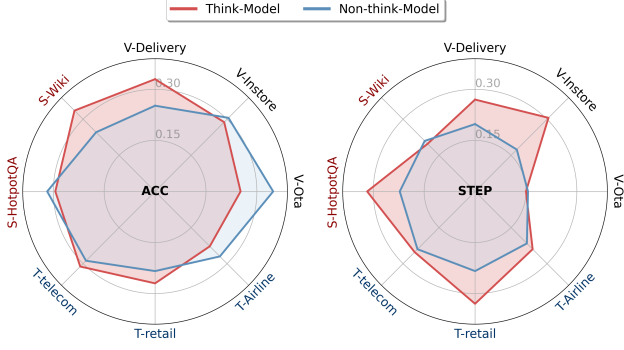 Think-Model Non-think-Model
V-Delivery
V-Instore
V-Ota
T-Airline
T-retail
T-telecom
S-HotpotQA
S-Wiki
0.30
0.15
ACC
V-Delivery
V-Instore
V-Ota
T-Airline
T-retail
T-telecom
S-HotpotQA
S-Wiki
0.30
0.15
STEP